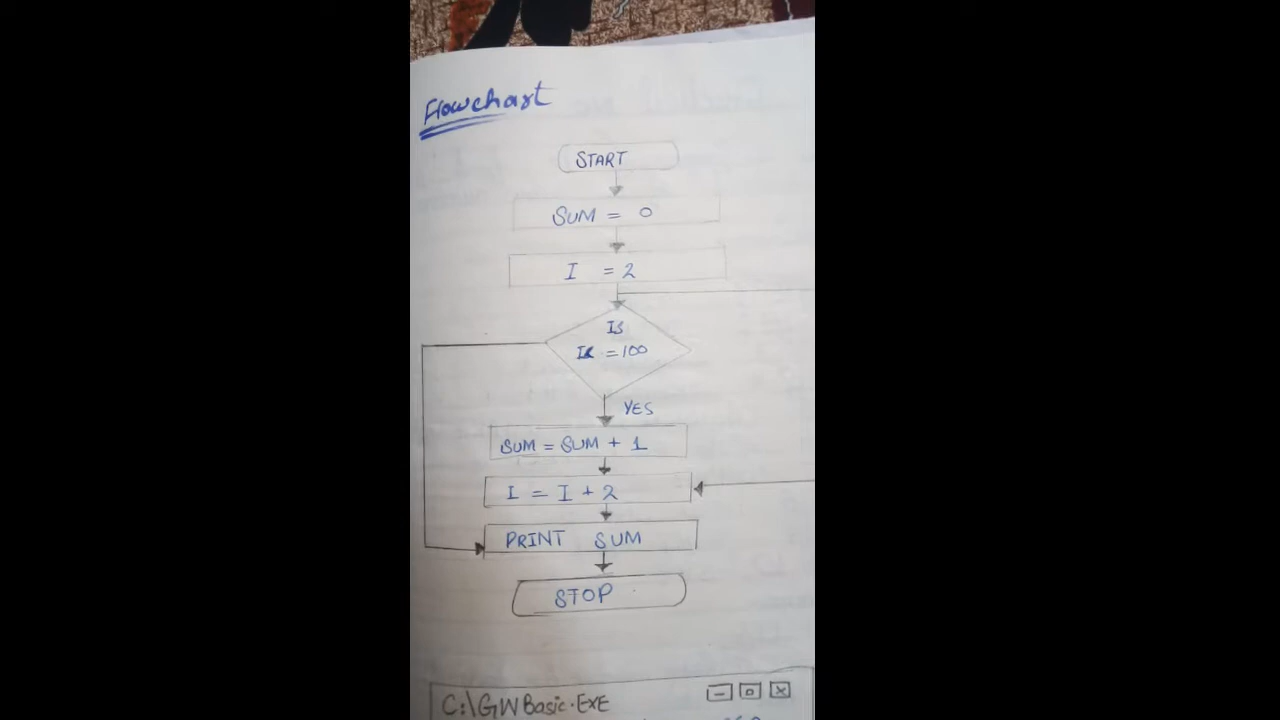 Flowchart
START
SUM = 0
I = 2
Is
I< = 100
YES
SUM = SUM + 1
I = I + 2
PRINT SUM
STOP
C:\GWBasic.EXE